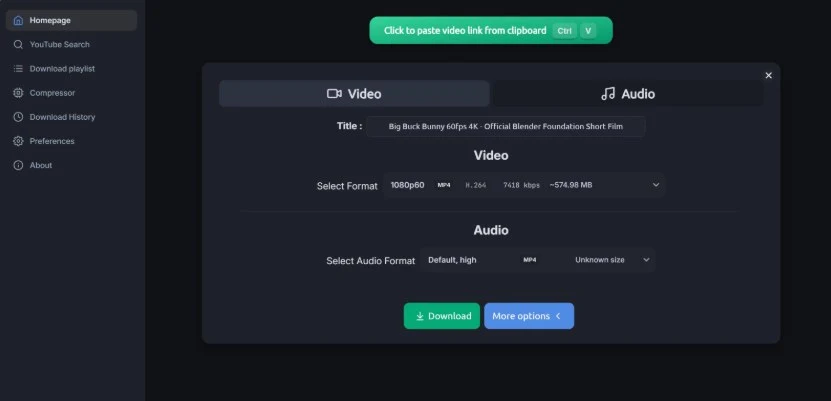 Homepage
YouTube Search
Download playlist
Compressor
Download History
Preferences
About
Click to paste video link from clipboard Ctrl V
Video Audio
Title : Big Buck Bunny 60fps 4K - Official Blender Foundation Short Film
Video
Select Format 1080p60 MP4 H.264 7418 kbps ~574.98 MB
Audio
Select Audio Format Default, high MP4 Unknown size
Download More options